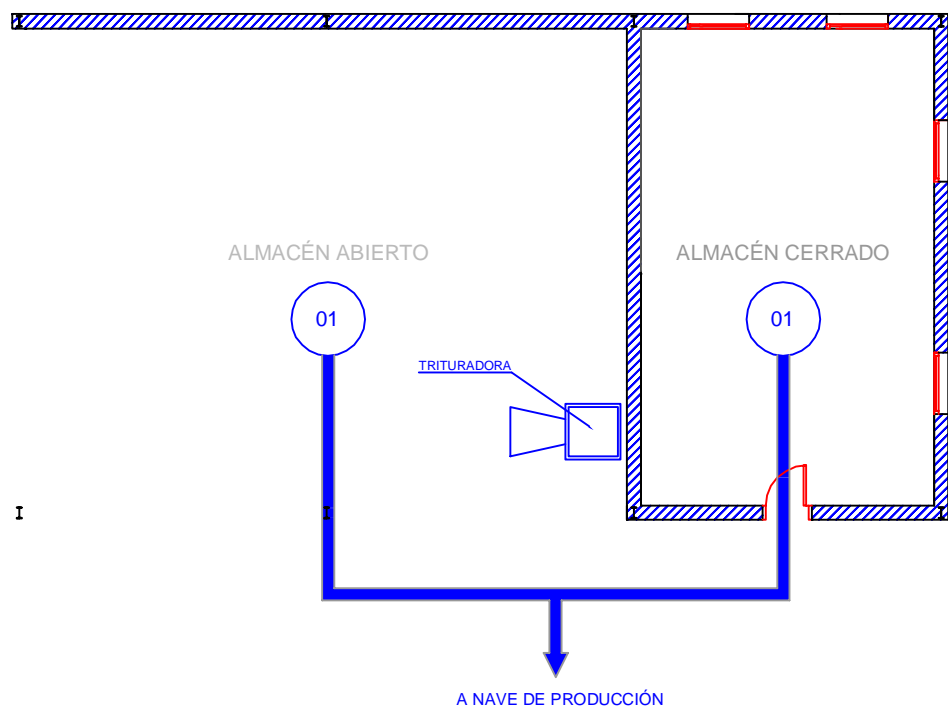 ALMACÉN ABIERTO
ALMACÉN CERRADO
01
01
TRITURADORA
A NAVE DE PRODUCCIÓN